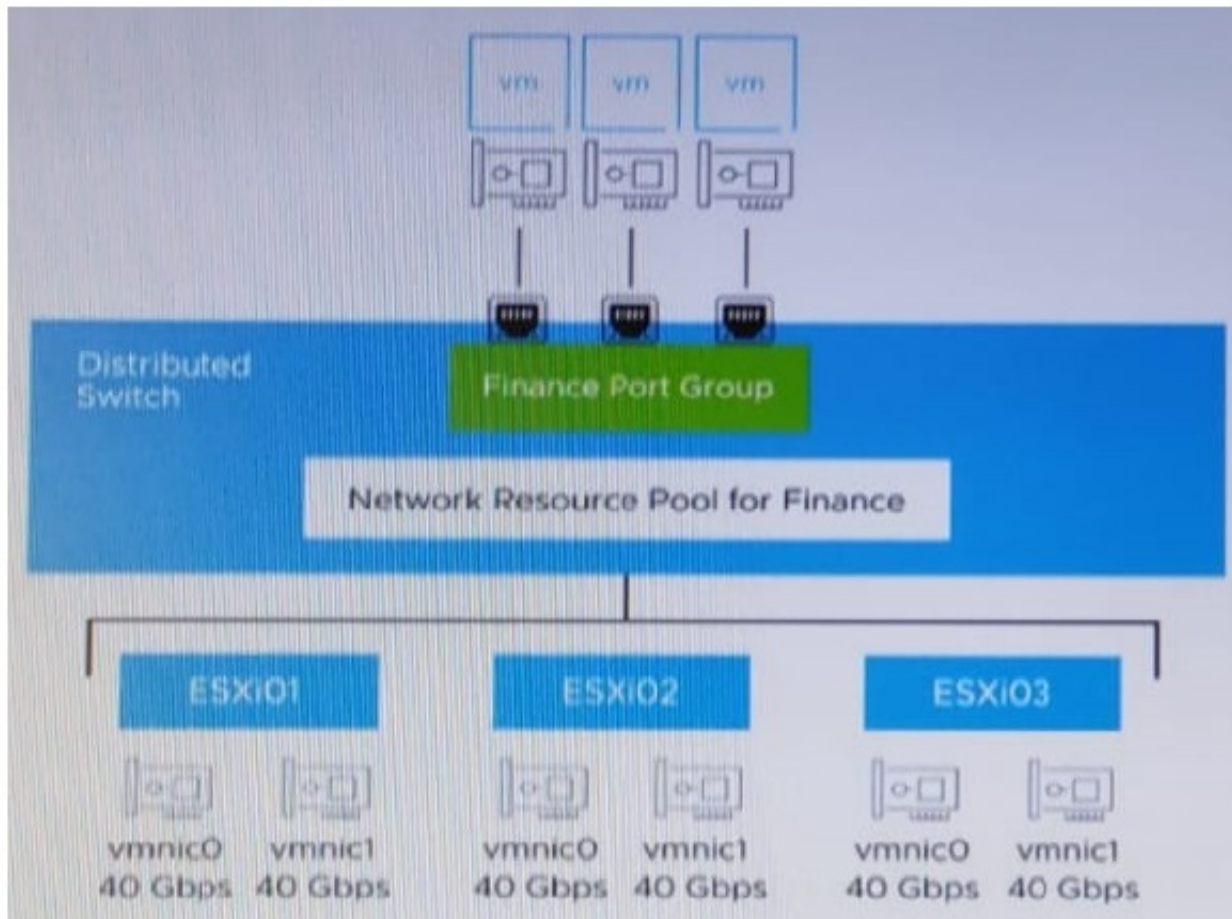 vm vm vm
Distributed
Switch
Finance Port Group
Network Resource Pool for Finance
ESXi01 ESXi02 ESXi03
vmnic0 vmnic1 vmnic0 vmnic1 vmnic0 vmnic1
40 Gbps 40 Gbps 40 Gbps 40 Gbps 40 Gbps 40 Gbps